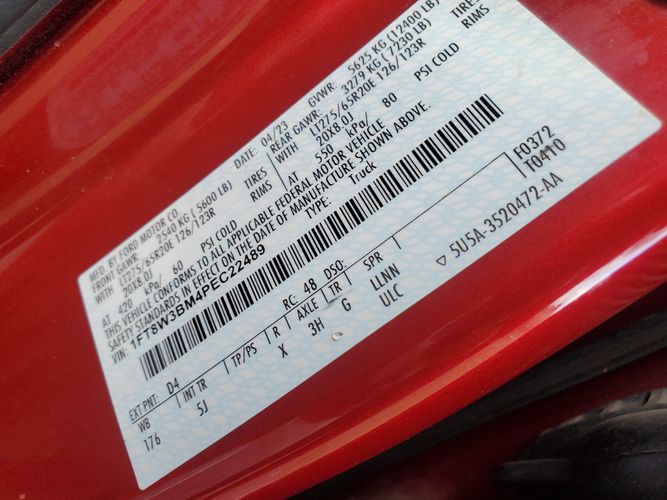 MFD. BY FORD MOTOR CO.
DATE: 04/23 GVWR: 5625 KG (12400 LB)
FRONT GAWR: 2540 KG (5600 LB) REAR GAWR: 3279 KG (7230 LB)
WITH LT275/65R20E 126/123R TIRES WITH LT275/65R20E 126/123R TIRES
20X8.0J RIMS 20X8.0J RIMS
AT 420 kPa/ 60 PSI COLD AT 550 kPa/ 80 PSI COLD
THIS VEHICLE CONFORMS TO ALL APPLICABLE FEDERAL MOTOR VEHICLE
SAFETY STANDARDS IN EFFECT ON THE DATE OF MANUFACTURE SHOWN ABOVE.
VIN: 1FT8W3BM4PEC22489 TYPE: Truck
F0372
T0490
EXT PNT: D4 RC: 48 DSO:
WB INT TR TP/PS R AXLE TR SPR
176 5J X 3H G LLNN
ULC
▽ 5U5A-3520472-AA